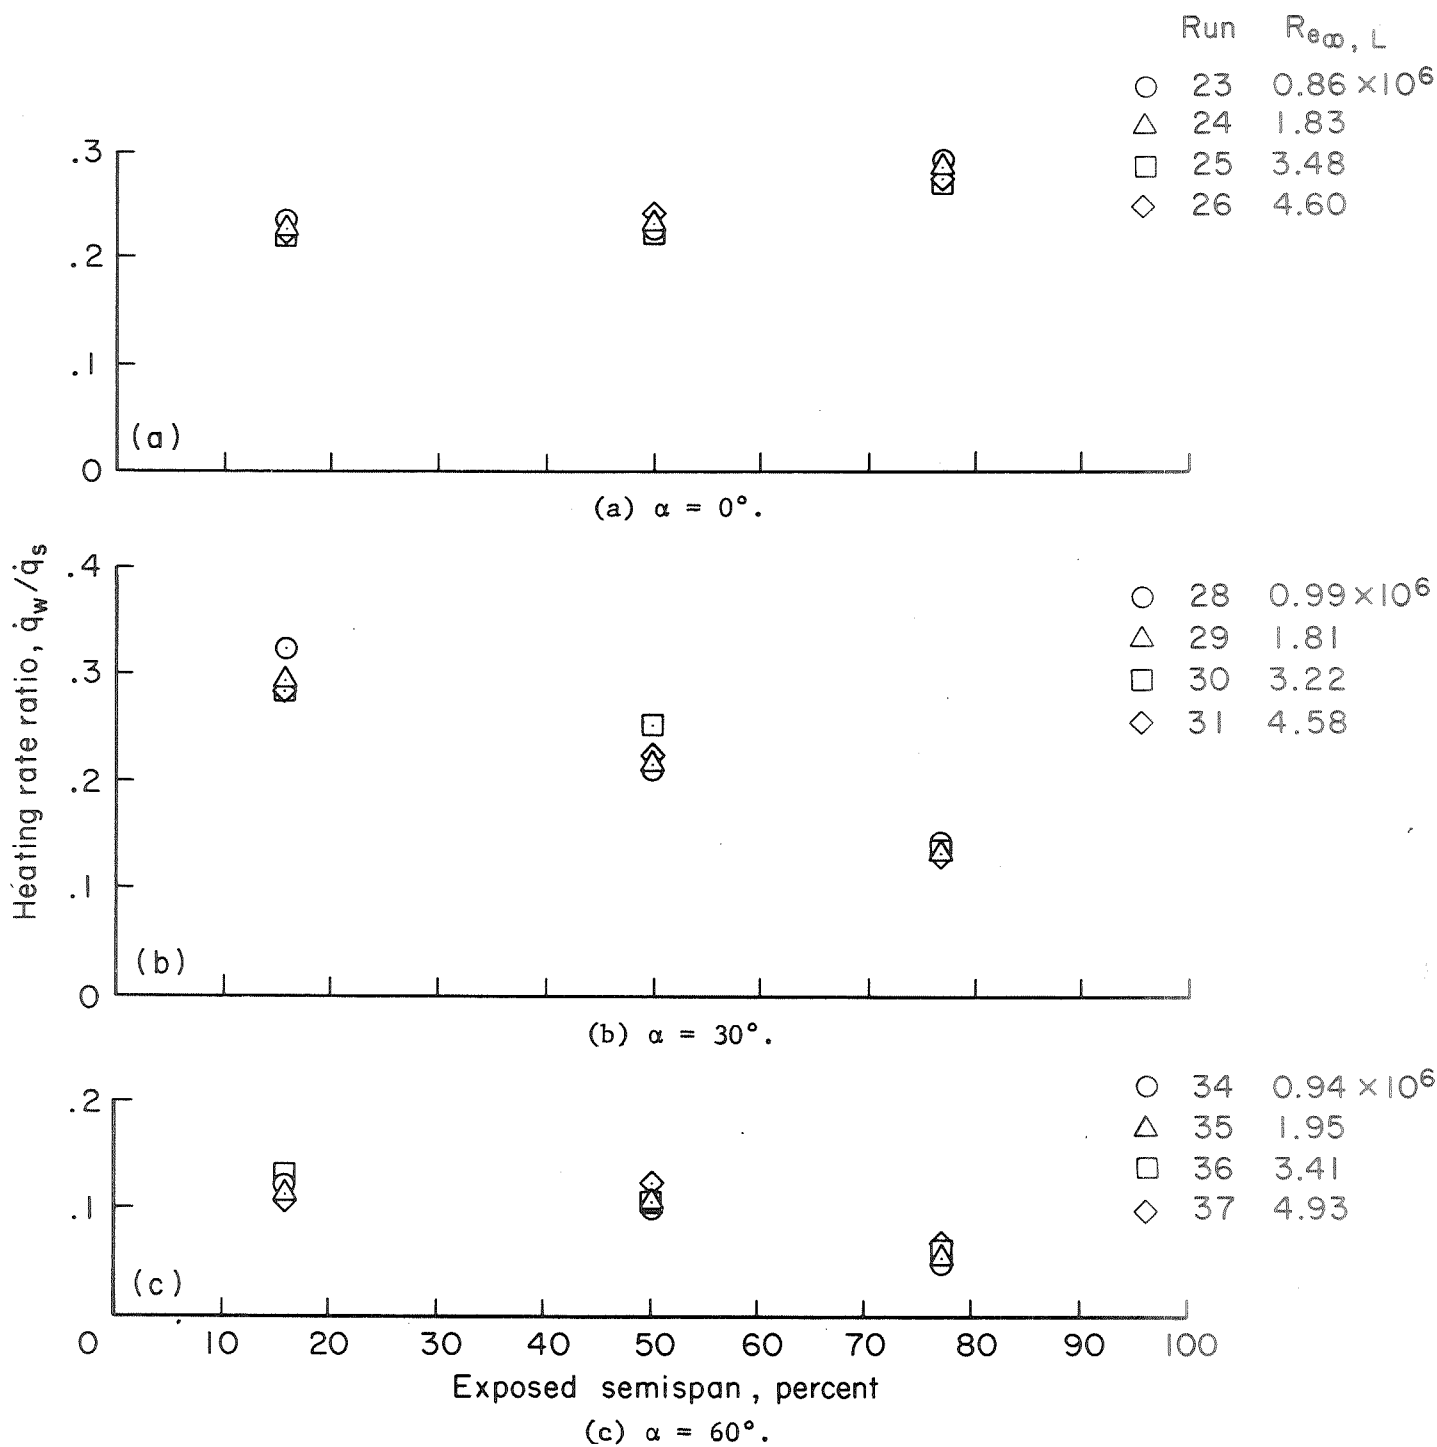 Run Re∞, L
○ 23 0.86 ×10⁶
△ 24 1.83
□ 25 3.48
◇ 26 4.60
.3
.2
.1
0
(a)
(a) α = 0°.
Heating rate ratio, q̇w/q̇s
.4
.3
.2
.1
0
(b)
○ 28 0.99×10⁶
△ 29 1.81
□ 30 3.22
◇ 31 4.58
(b) α = 30°.
.2
.1
0
(c)
○ 34 0.94 ×10⁶
△ 35 1.95
□ 36 3.41
◇ 37 4.93
10 20 30 40 50 60 70 80 90 100
Exposed semispan, percent
(c) α = 60°.